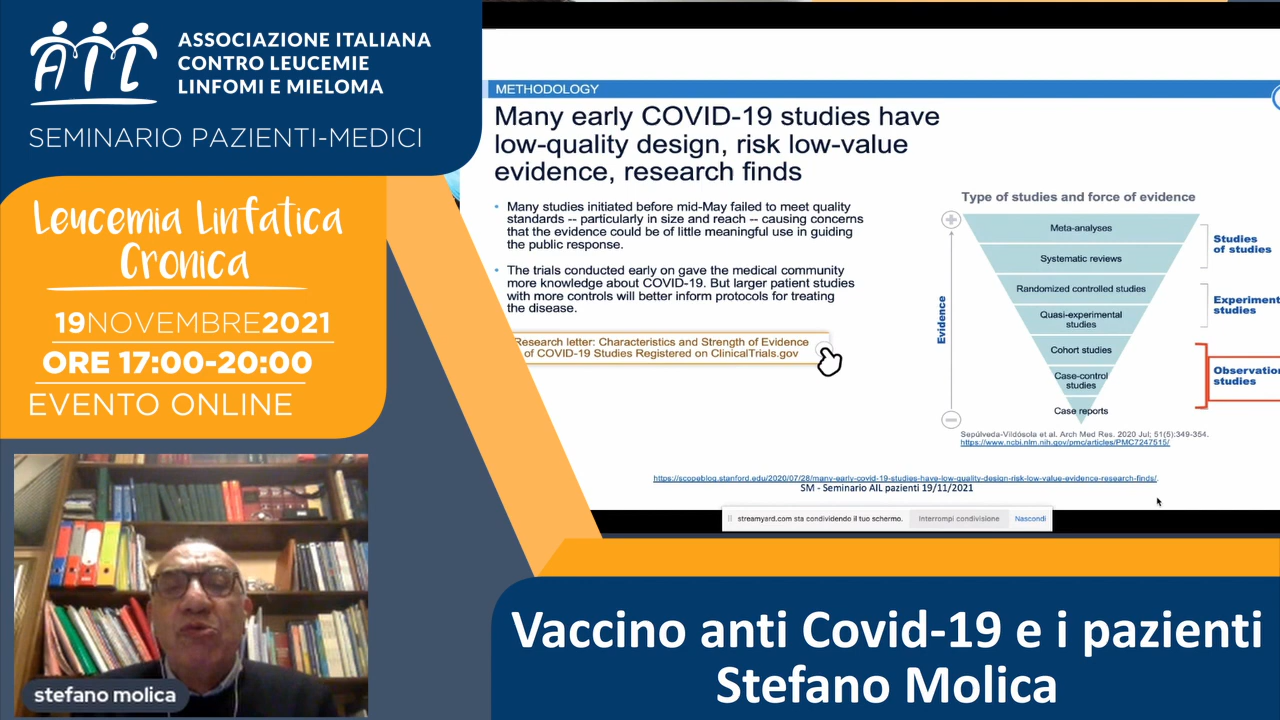 AIL
ASSOCIAZIONE ITALIANA
CONTRO LEUCEMIE
LINFOMI E MIELOMA
SEMINARIO PAZIENTI-MEDICI
Leucemia Linfatica
Cronica
19NOVEMBRE2021
ORE 17:00-20:00
EVENTO ONLINE
stefano molica
METHODOLOGY
Many early COVID-19 studies have
low-quality design, risk low-value
evidence, research finds
• Many studies initiated before mid-May failed to meet quality
standards -- particularly in size and reach -- causing concerns
that the evidence could be of little meaningful use in guiding
the public response.
• The trials conducted early on gave the medical community
more knowledge about COVID-19. But larger patient studies
with more controls will better inform protocols for treating
the disease.
Research letter: Characteristics and Strength of Evidence
of COVID-19 Studies Registered on ClinicalTrials.gov
Type of studies and force of evidence
+
Evidence
−
Meta-analyses
Systematic reviews
Randomized controlled studies
Quasi-experimental
studies
Cohort studies
Case-control
studies
Case reports
Studies
of studies
Experiment
studies
Observation
studies
Sepúlveda-Vildósola et al. Arch Med Res. 2020 Jul; 51(5):349-354.
https://www.ncbi.nlm.nih.gov/pmc/articles/PMC7247515/
https://scopeblog.stanford.edu/2020/07/28/many-early-covid-19-studies-have-low-quality-design-risk-low-value-evidence-research-finds/.
SM - Seminario AIL pazienti 19/11/2021
streamyard.com sta condividendo il tuo schermo.
Interrompi condivisione
Nascondi
Vaccino anti Covid-19 e i pazienti
Stefano Molica